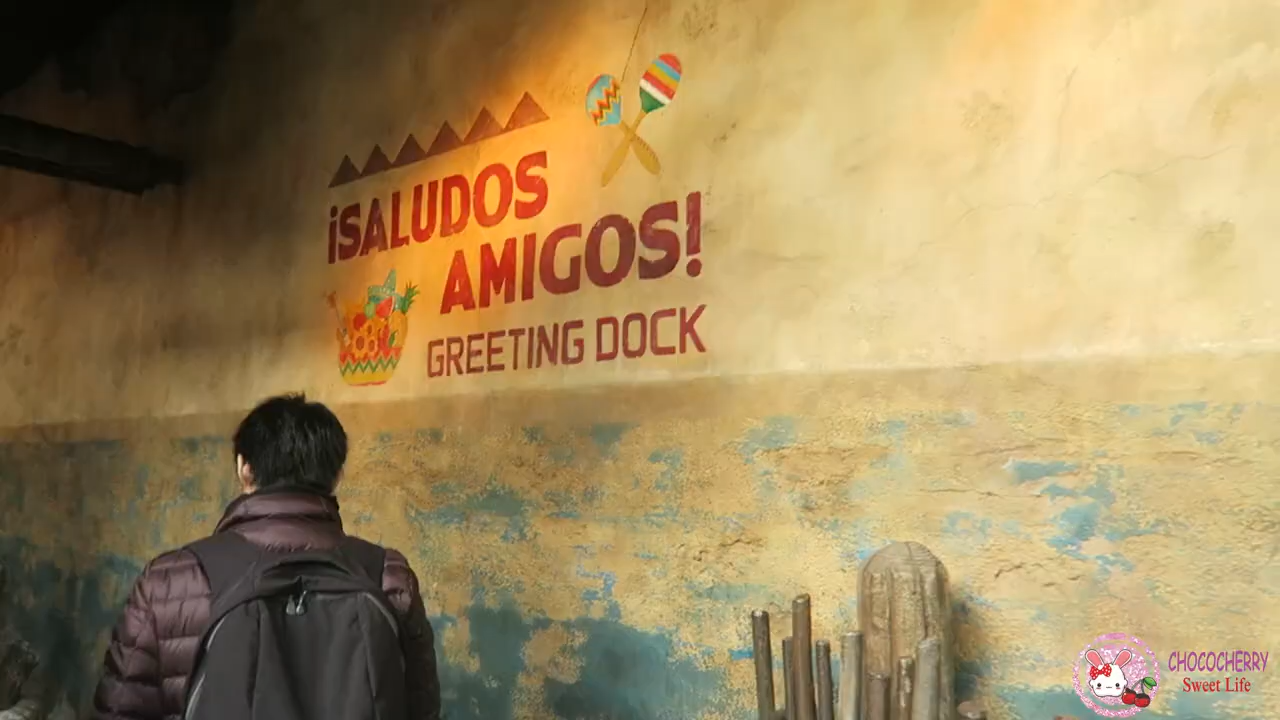 ¡SALUDOS
AMIGOS!
GREETING DOCK
CHOCOCHERRY
Sweet Life